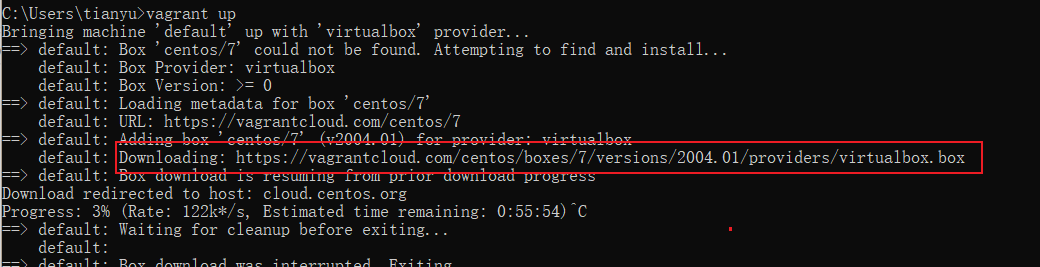 C:\Users\tianyu>vagrant up
Bringing machine 'default' up with 'virtualbox' provider...
==> default: Box 'centos/7' could not be found. Attempting to find and install...
    default: Box Provider: virtualbox
    default: Box Version: >= 0
==> default: Loading metadata for box 'centos/7'
    default: URL: https://vagrantcloud.com/centos/7
==> default: Adding box 'centos/7' (v2004.01) for provider: virtualbox
    default: Downloading: https://vagrantcloud.com/centos/boxes/7/versions/2004.01/providers/virtualbox.box
==> default: Box download is resuming from prior download progress
Download redirected to host: cloud.centos.org
Progress: 3% (Rate: 122k*/s, Estimated time remaining: 0:55:54)^C
==> default: Waiting for cleanup before exiting...
    default:
==> default: Box download was interrupted. Exiting.